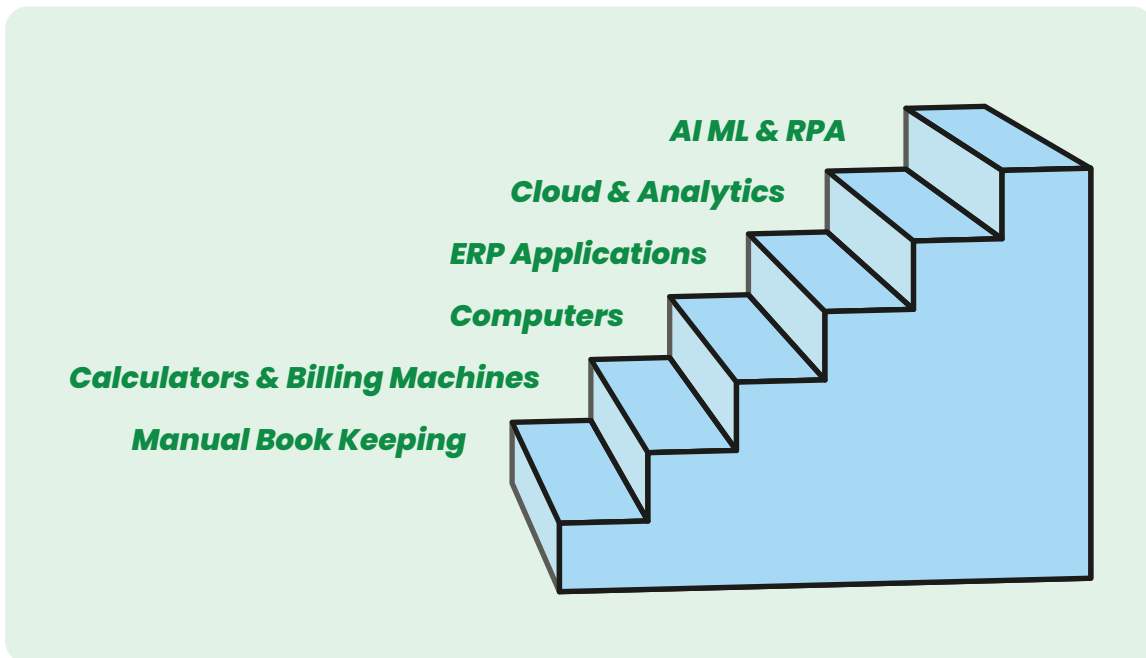 AI ML & RPA
Cloud & Analytics
ERP Applications
Computers
Calculators & Billing Machines
Manual Book Keeping